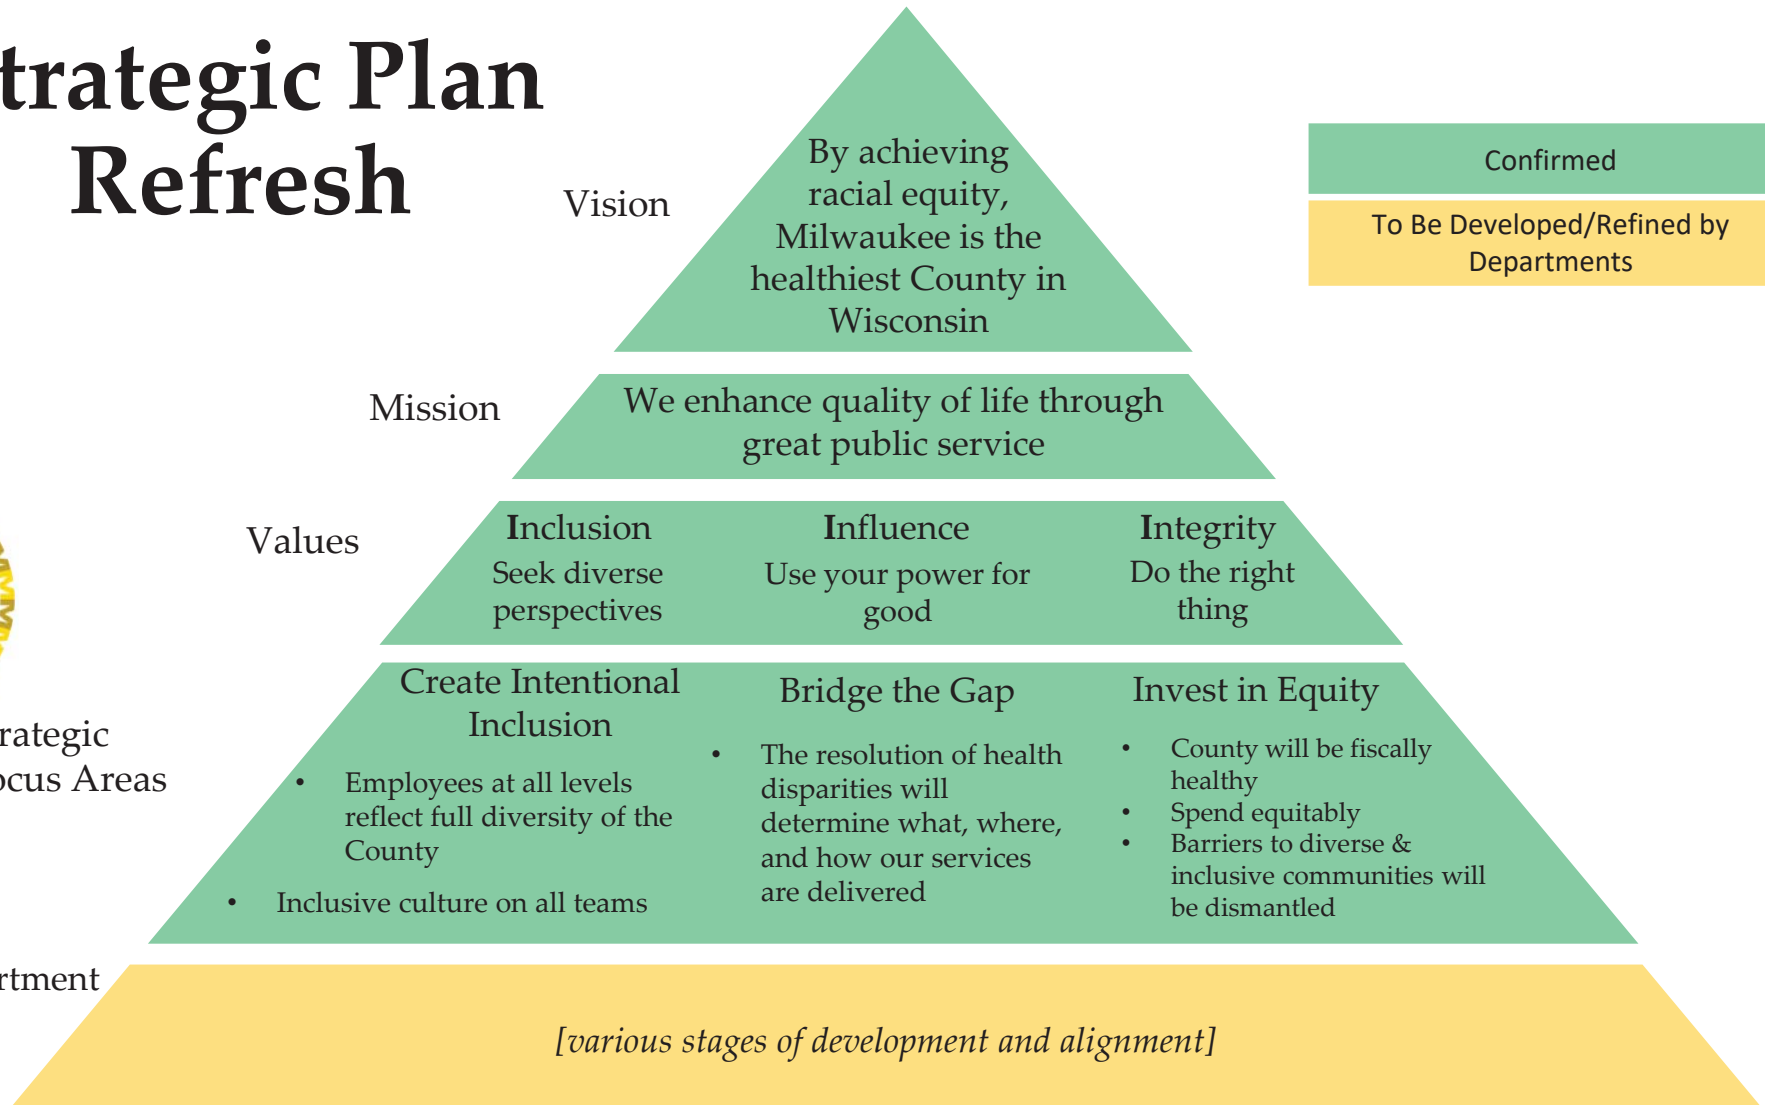 trategic Plan
Refresh
Vision
By achieving
racial equity,
Milwaukee is the
healthiest County in
Wisconsin
Confirmed
To Be Developed/Refined by
Departments
Mission
We enhance quality of life through
great public service
Values
Inclusion
Seek diverse
perspectives
Influence
Use your power for
good
Integrity
Do the right
thing
rategic
ocus Areas
Create Intentional
Inclusion
• Employees at all levels
reflect full diversity of the
County
• Inclusive culture on all teams
Bridge the Gap
• The resolution of health
disparities will
determine what, where,
and how our services
are delivered
Invest in Equity
• County will be fiscally
healthy
• Spend equitably
• Barriers to diverse &
inclusive communities will
be dismantled
rtment
[various stages of development and alignment]